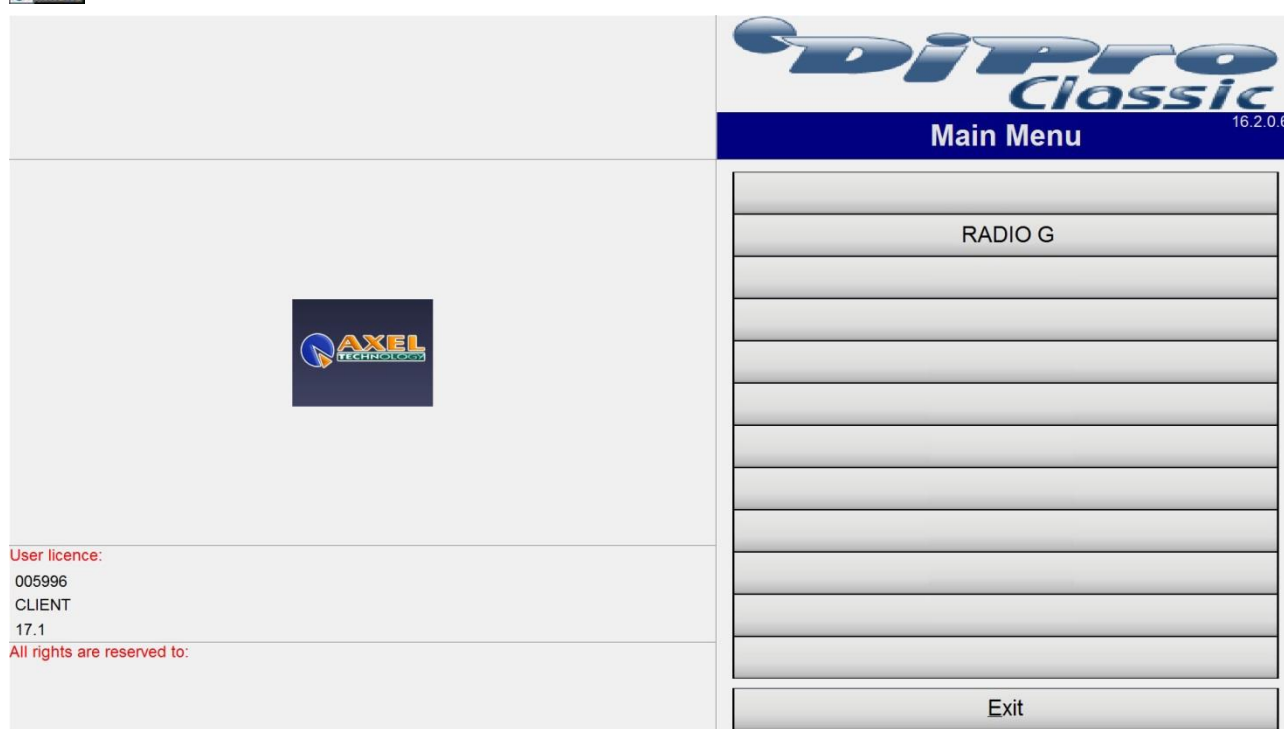 DjPro
Classic
Main Menu
16.2.0.6
RADIO G
AXEL
TECHNOLOGY
User licence:
005996
CLIENT
17.1
All rights are reserved to:
Exit